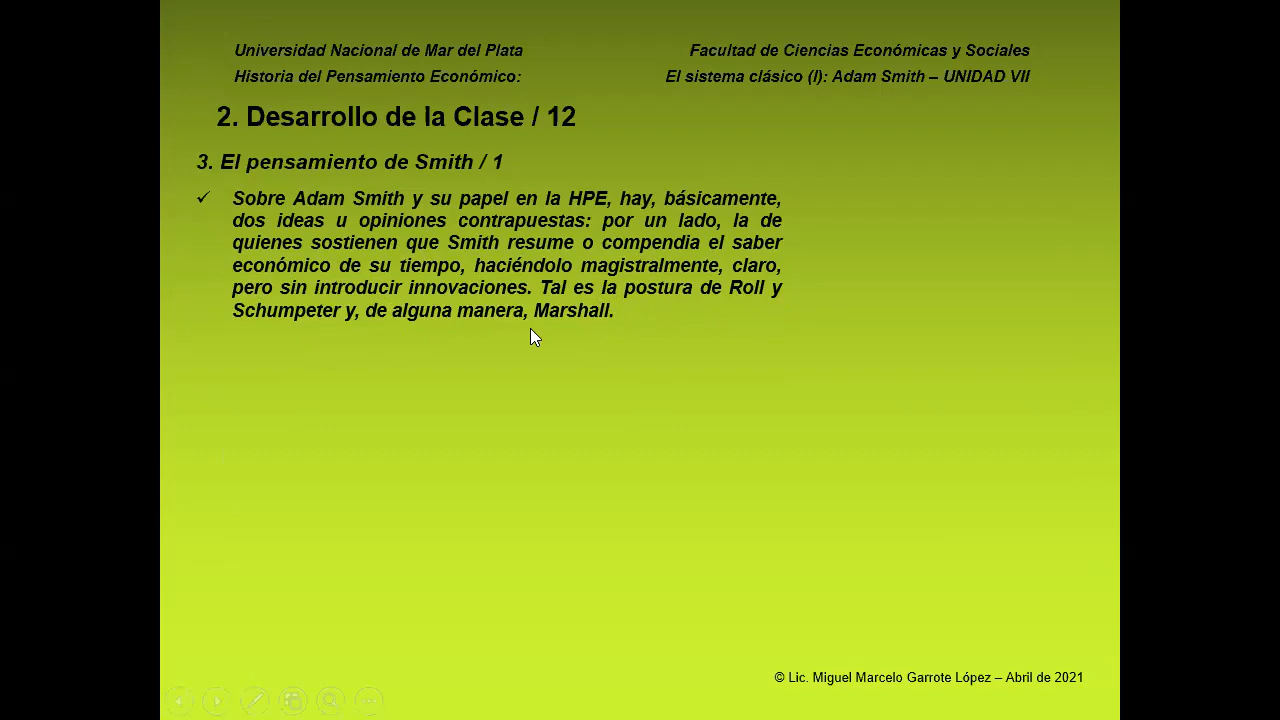 Universidad Nacional de Mar del Plata
Facultad de Ciencias Económicas y Sociales
Historia del Pensamiento Económico:
El sistema clásico (I): Adam Smith – UNIDAD VII
2. Desarrollo de la Clase / 12
3. El pensamiento de Smith / 1
✓ Sobre Adam Smith y su papel en la HPE, hay, básicamente,
dos ideas u opiniones contrapuestas: por un lado, la de
quienes sostienen que Smith resume o compendia el saber
económico de su tiempo, haciéndolo magistralmente, claro,
pero sin introducir innovaciones. Tal es la postura de Roll y
Schumpeter y, de alguna manera, Marshall.
© Lic. Miguel Marcelo Garrote López – Abril de 2021